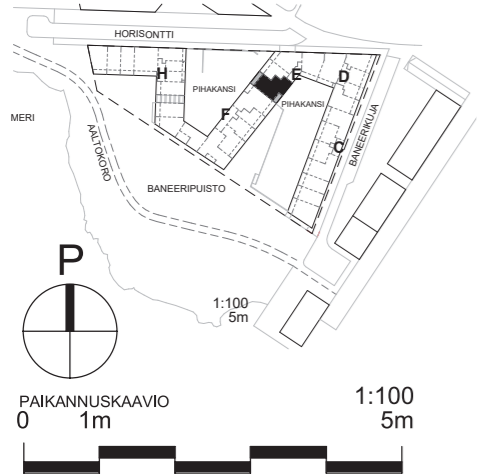 HORISONTTI
H
E
D
PIHAKANSI
PIHAKANSI
F
C
MERI
AALTOKORO
BANEERIKUJA
BANEERIPUISTO
P
1:100
5m
PAIKANNUSKAAVIO
1:100
0 1m 5m